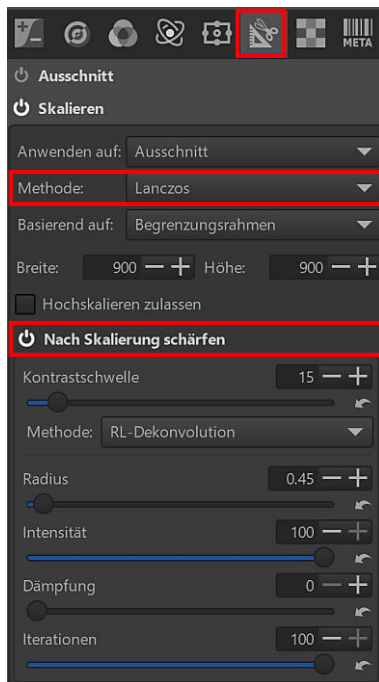 META
Ausschnitt
Skalieren
Anwenden auf: Ausschnitt
Methode: Lanczos
Basierend auf: Begrenzungsrahmen
Breite: 900 Höhe: 900
Hochskalieren zulassen
Nach Skalierung schärfen
Kontrastschwelle 15
Methode: RL-Dekonvolution
Radius 0.45
Intensität 100
Dämpfung 0
Iterationen 100